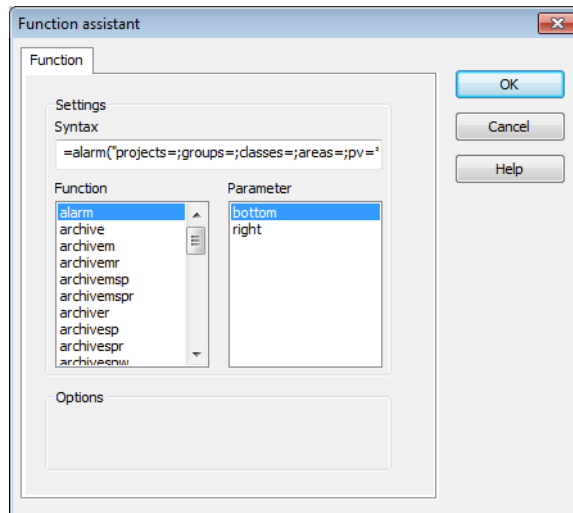 Function assistant
Function
OK
Settings
Syntax
Cancel
=alarm("projects=;groups=;classes=;areas=;pv=*
Help
Function
Parameter
alarm
bottom
archive
right
archivem
archivemr
archivemsp
archivemspr
archiver
archivesp
archivespr
archivespw
Options